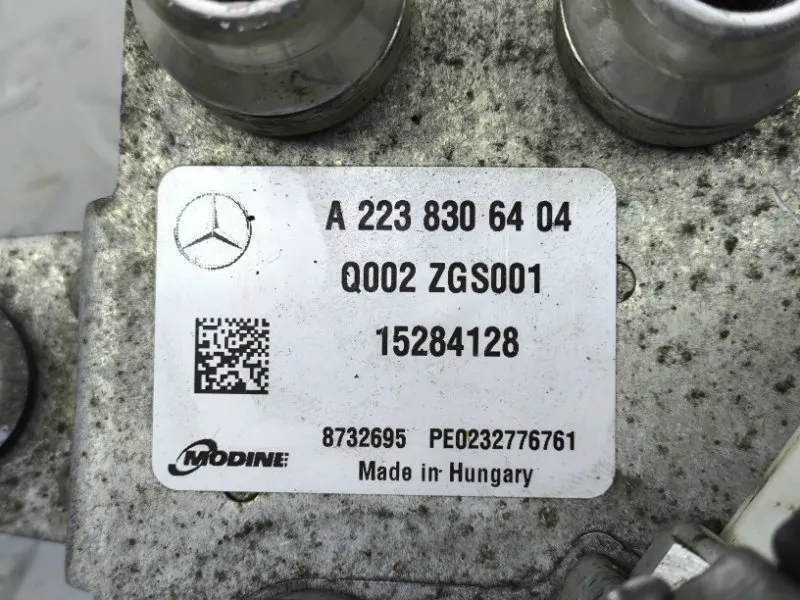 A 223 830 64 04
Q002 ZGS001
15284128
8732695 PE0232776761
MODINE
Made in Hungary